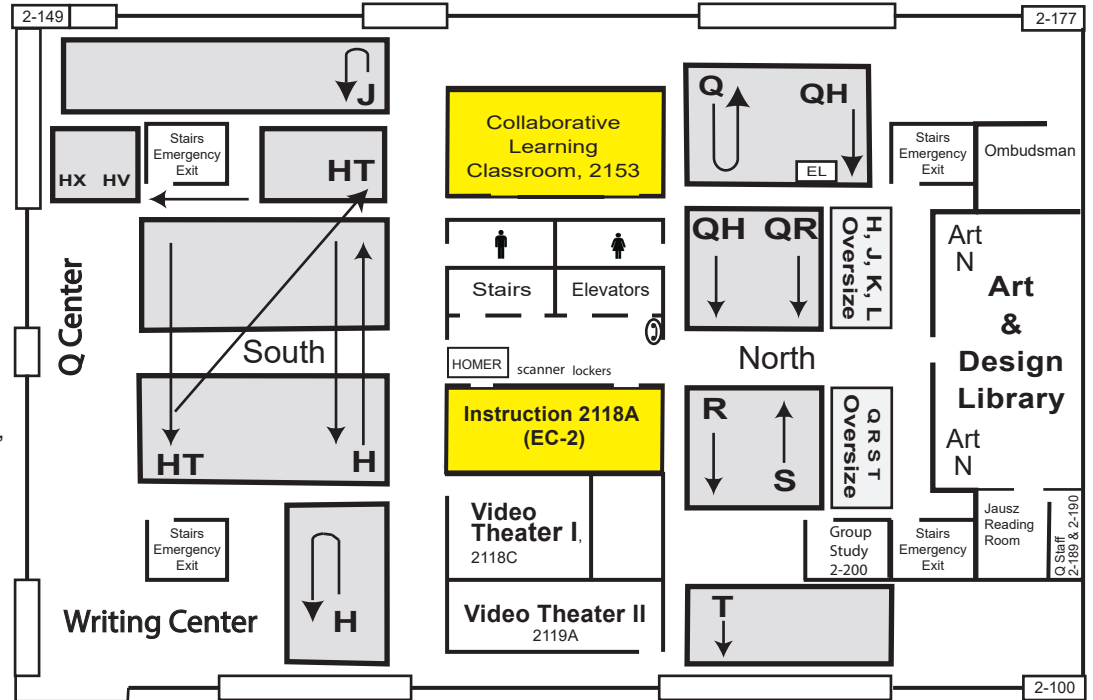 2-149
2-177
J
Q
QH
EL
Collaborative
Learning
Classroom, 2153
Stairs
Emergency
Exit
Stairs
Emergency
Exit
Ombudsman
HX HV
HT
QH QR
H, J, K, L
Oversize
Art
N
Stairs
Elevators
Q Center
South
HOMER
scanner lockers
North
Art
&
Design
Library
Instruction 2118A
(EC-2)
R
S
Q R S T
Oversize
Art
N
HT
H
Video
Theater I,
2118C
Stairs
Emergency
Exit
Group
Study
2-200
Stairs
Emergency
Exit
Jausz
Reading
Room
Q Staff
2-189 & 2-190
Writing Center
H
Video Theater II
2119A
T
2-100